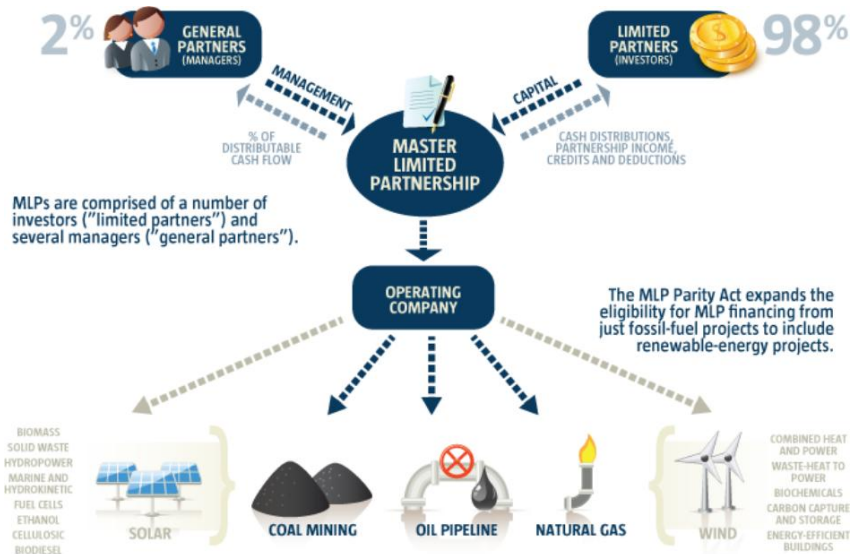 2%
GENERAL
PARTNERS
(MANAGERS)
LIMITED
PARTNERS
(INVESTORS)
98%
MANAGEMENT
CAPITAL
% OF
DISTRIBUTABLE
CASH FLOW
MASTER
LIMITED
PARTNERSHIP
CASH DISTRIBUTIONS,
PARTNERSHIP INCOME,
CREDITS AND DEDUCTIONS
MLPs are comprised of a number of
investors ("limited partners") and
several managers ("general partners").
OPERATING
COMPANY
The MLP Parity Act expands the
eligibility for MLP financing from
just fossil-fuel projects to include
renewable-energy projects.
BIOMASS
SOLID WASTE
HYDROPOWER
MARINE AND
HYDROKINETIC
FUEL CELLS
ETHANOL
CELLULOSIC
BIODIESEL
SOLAR
COAL MINING
OIL PIPELINE
NATURAL GAS
WIND
COMBINED HEAT
AND POWER
WASTE-HEAT TO
POWER
BIOCHEMICALS
CARBON CAPTURE
AND STORAGE
ENERGY-EFFICIENT
BUILDINGS